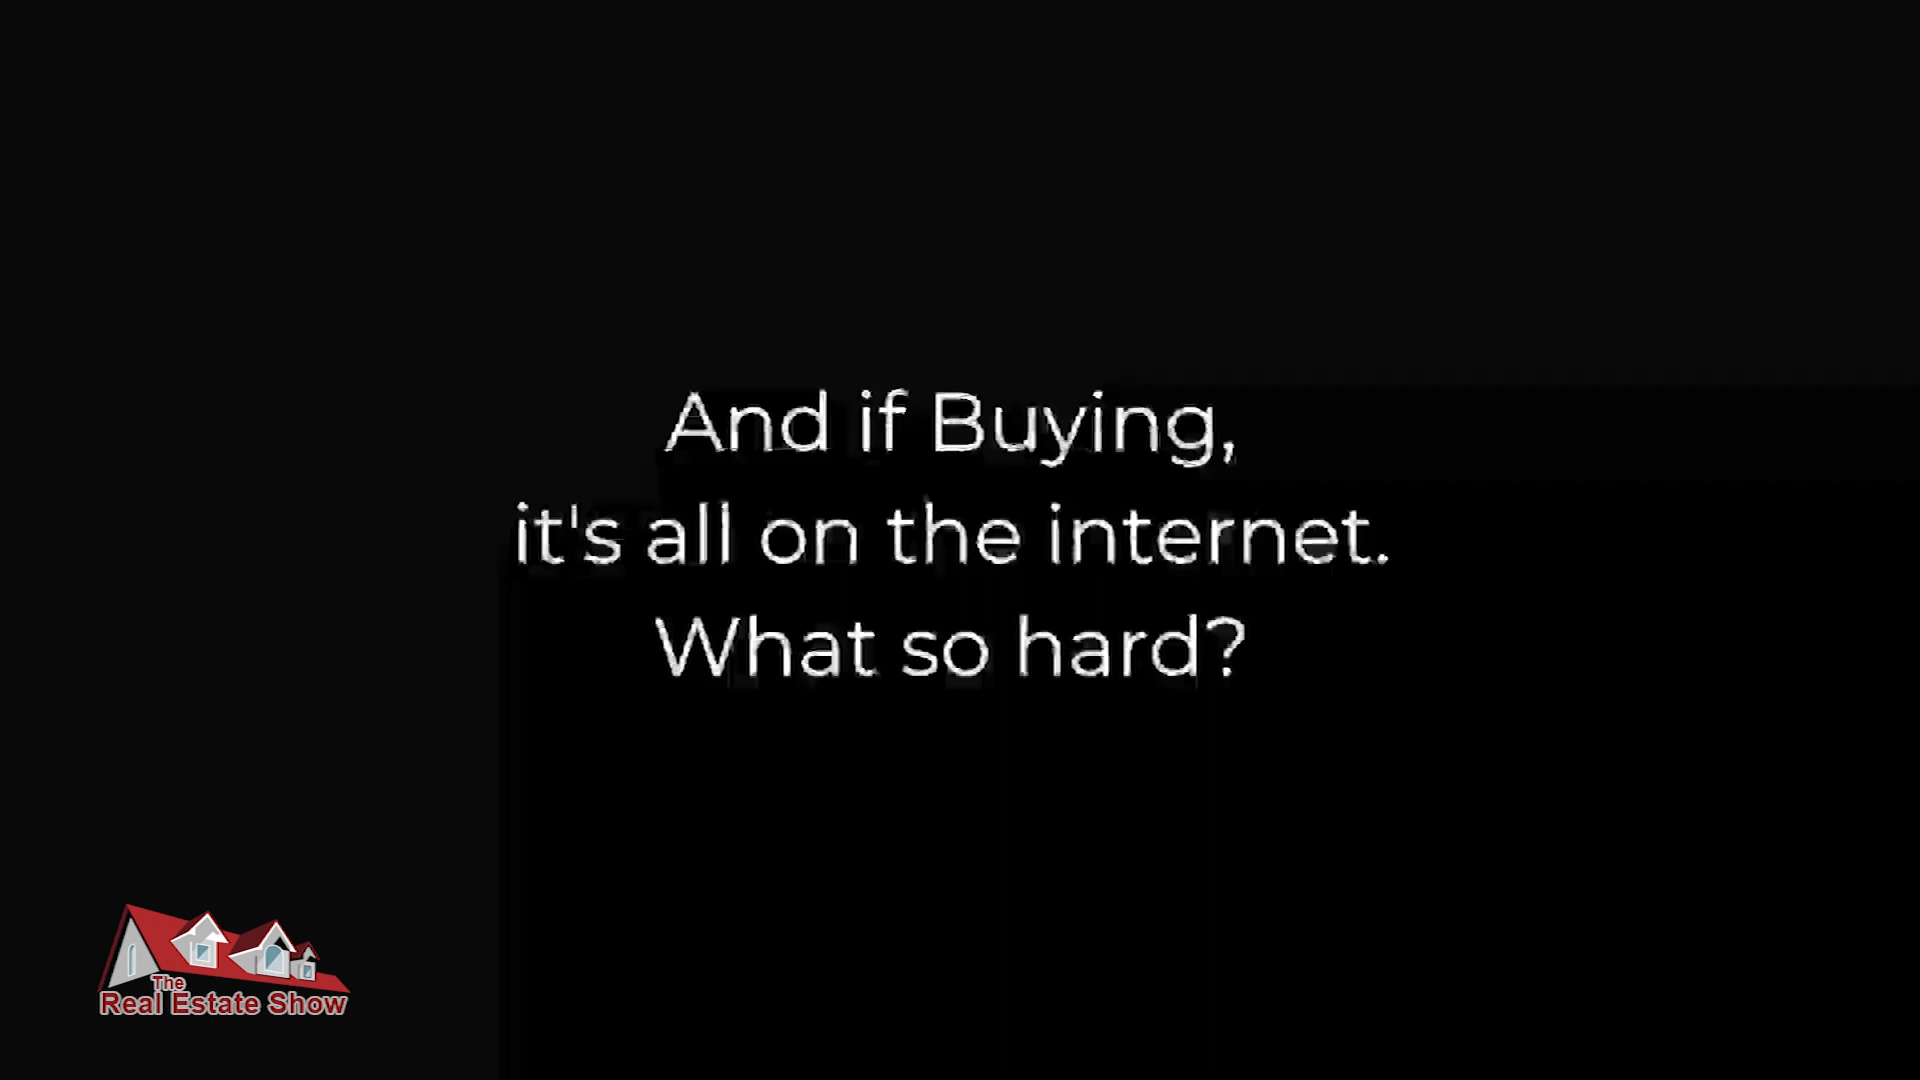 And if Buying,
it's all on the internet.
What so hard?
The
Real Estate Show